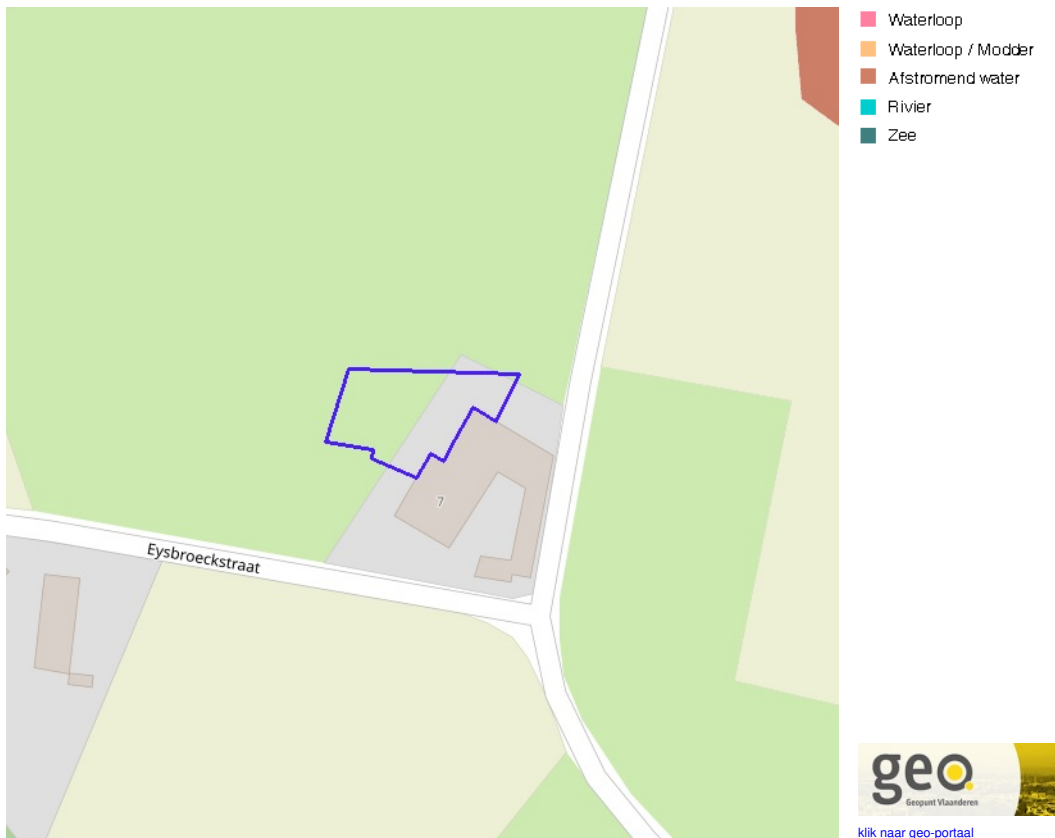 Waterloop
Waterloop / Modder
Afstromend water
Rivier
Zee
7
Eysbroeckstraat
geo
Geopunt Vlaanderen
klik naar geo-portaal